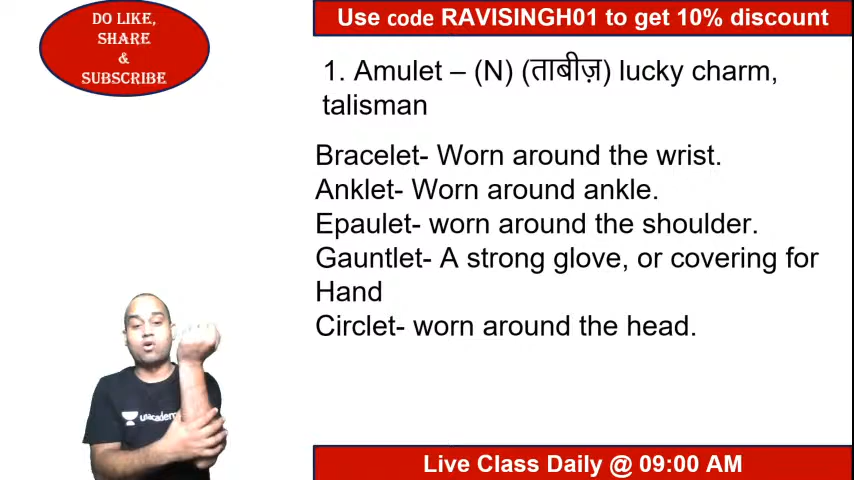 DO LIKE,
SHARE
&
SUBSCRIBE
Use code RAVISINGH01 to get 10% discount
1. Amulet – (N) (ताबीज़) lucky charm,
talisman
Bracelet- Worn around the wrist.
Anklet- Worn around ankle.
Epaulet- worn around the shoulder.
Gauntlet- A strong glove, or covering for
Hand
Circlet- worn around the head.
unacadem
Live Class Daily @ 09:00 AM